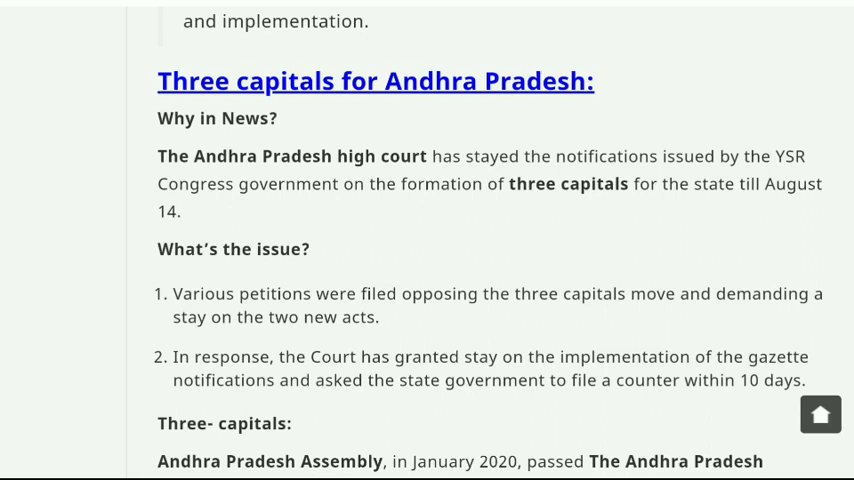 and implementation.
Three capitals for Andhra Pradesh:
Why in News?
The Andhra Pradesh high court has stayed the notifications issued by the YSR
Congress government on the formation of three capitals for the state till August
14.
What’s the issue?
1. Various petitions were filed opposing the three capitals move and demanding a
stay on the two new acts.
2. In response, the Court has granted stay on the implementation of the gazette
notifications and asked the state government to file a counter within 10 days.
Three- capitals:
Andhra Pradesh Assembly, in January 2020, passed The Andhra Pradesh